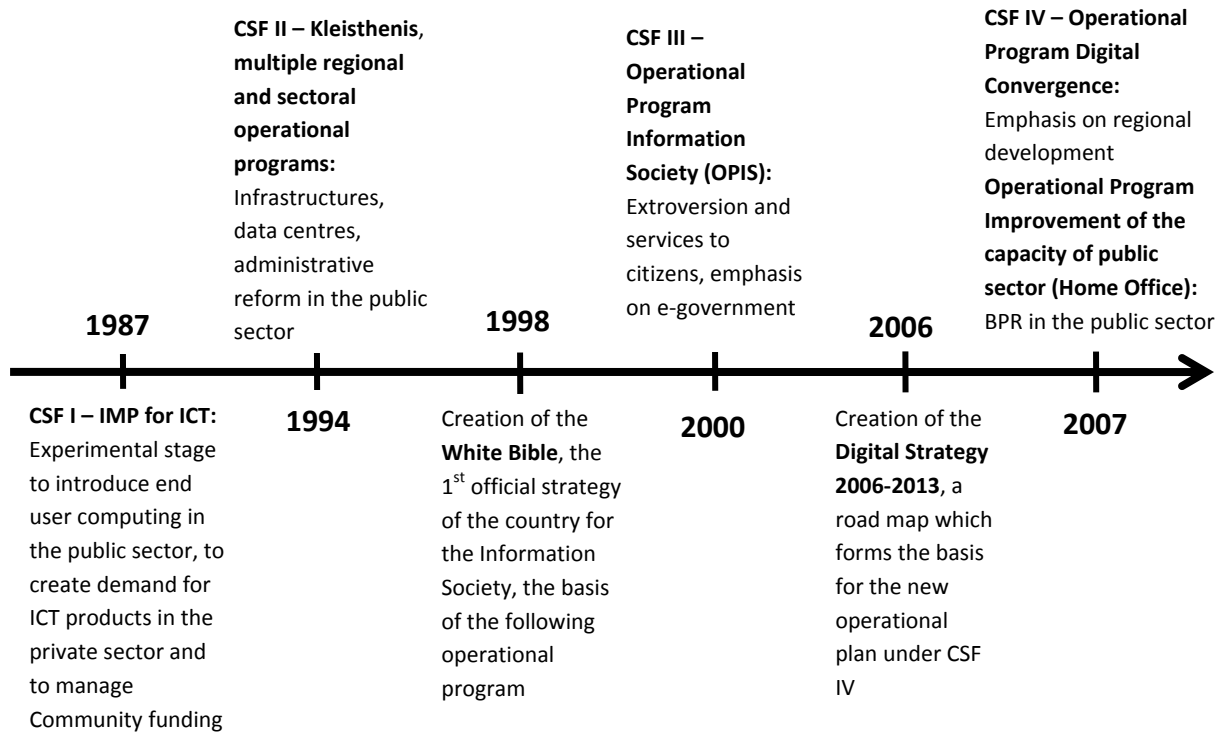 1987
CSF I – IMP for ICT:
Experimental stage
to introduce end
user computing in
the public sector, to
create demand for
ICT products in the
private sector and
to manage
Community funding
CSF II – Kleisthenis,
multiple regional
and sectoral
operational
programs:
Infrastructures,
data centres,
administrative
reform in the public
sector
1994
1998
Creation of the
White Bible, the
1st official strategy
of the country for
the Information
Society, the basis
of the following
operational
program
CSF III –
Operational
Program
Information
Society (OPIS):
Extroversion and
services to
citizens, emphasis
on e-government
2000
2006
Creation of the
Digital Strategy
2006-2013, a
road map which
forms the basis
for the new
operational
plan under CSF
IV
CSF IV – Operational
Program Digital
Convergence:
Emphasis on regional
development
Operational Program
Improvement of the
capacity of public
sector (Home Office):
BPR in the public sector
2007